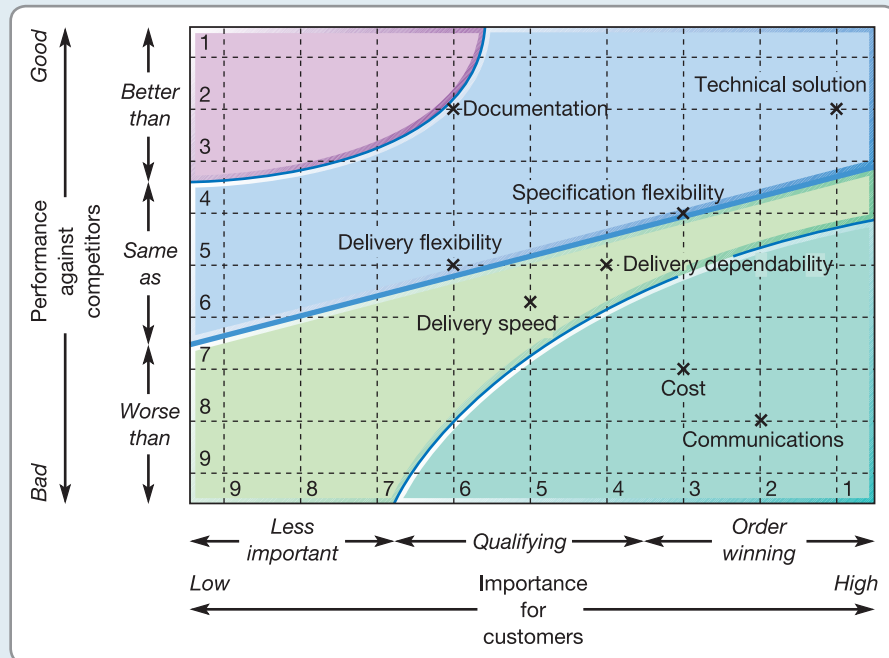 Good
Bad
Performance
against
competitors
Better
than
Same
as
Worse
than
1
2
3
4
5
6
7
8
9
Technical solution
Documentation
Specification flexibility
Delivery flexibility
Delivery dependability
Delivery speed
Cost
Communications
9 8 7 6 5 4 3 2 1
Less
important
Qualifying
Order
winning
Low
High
Importance
for
customers